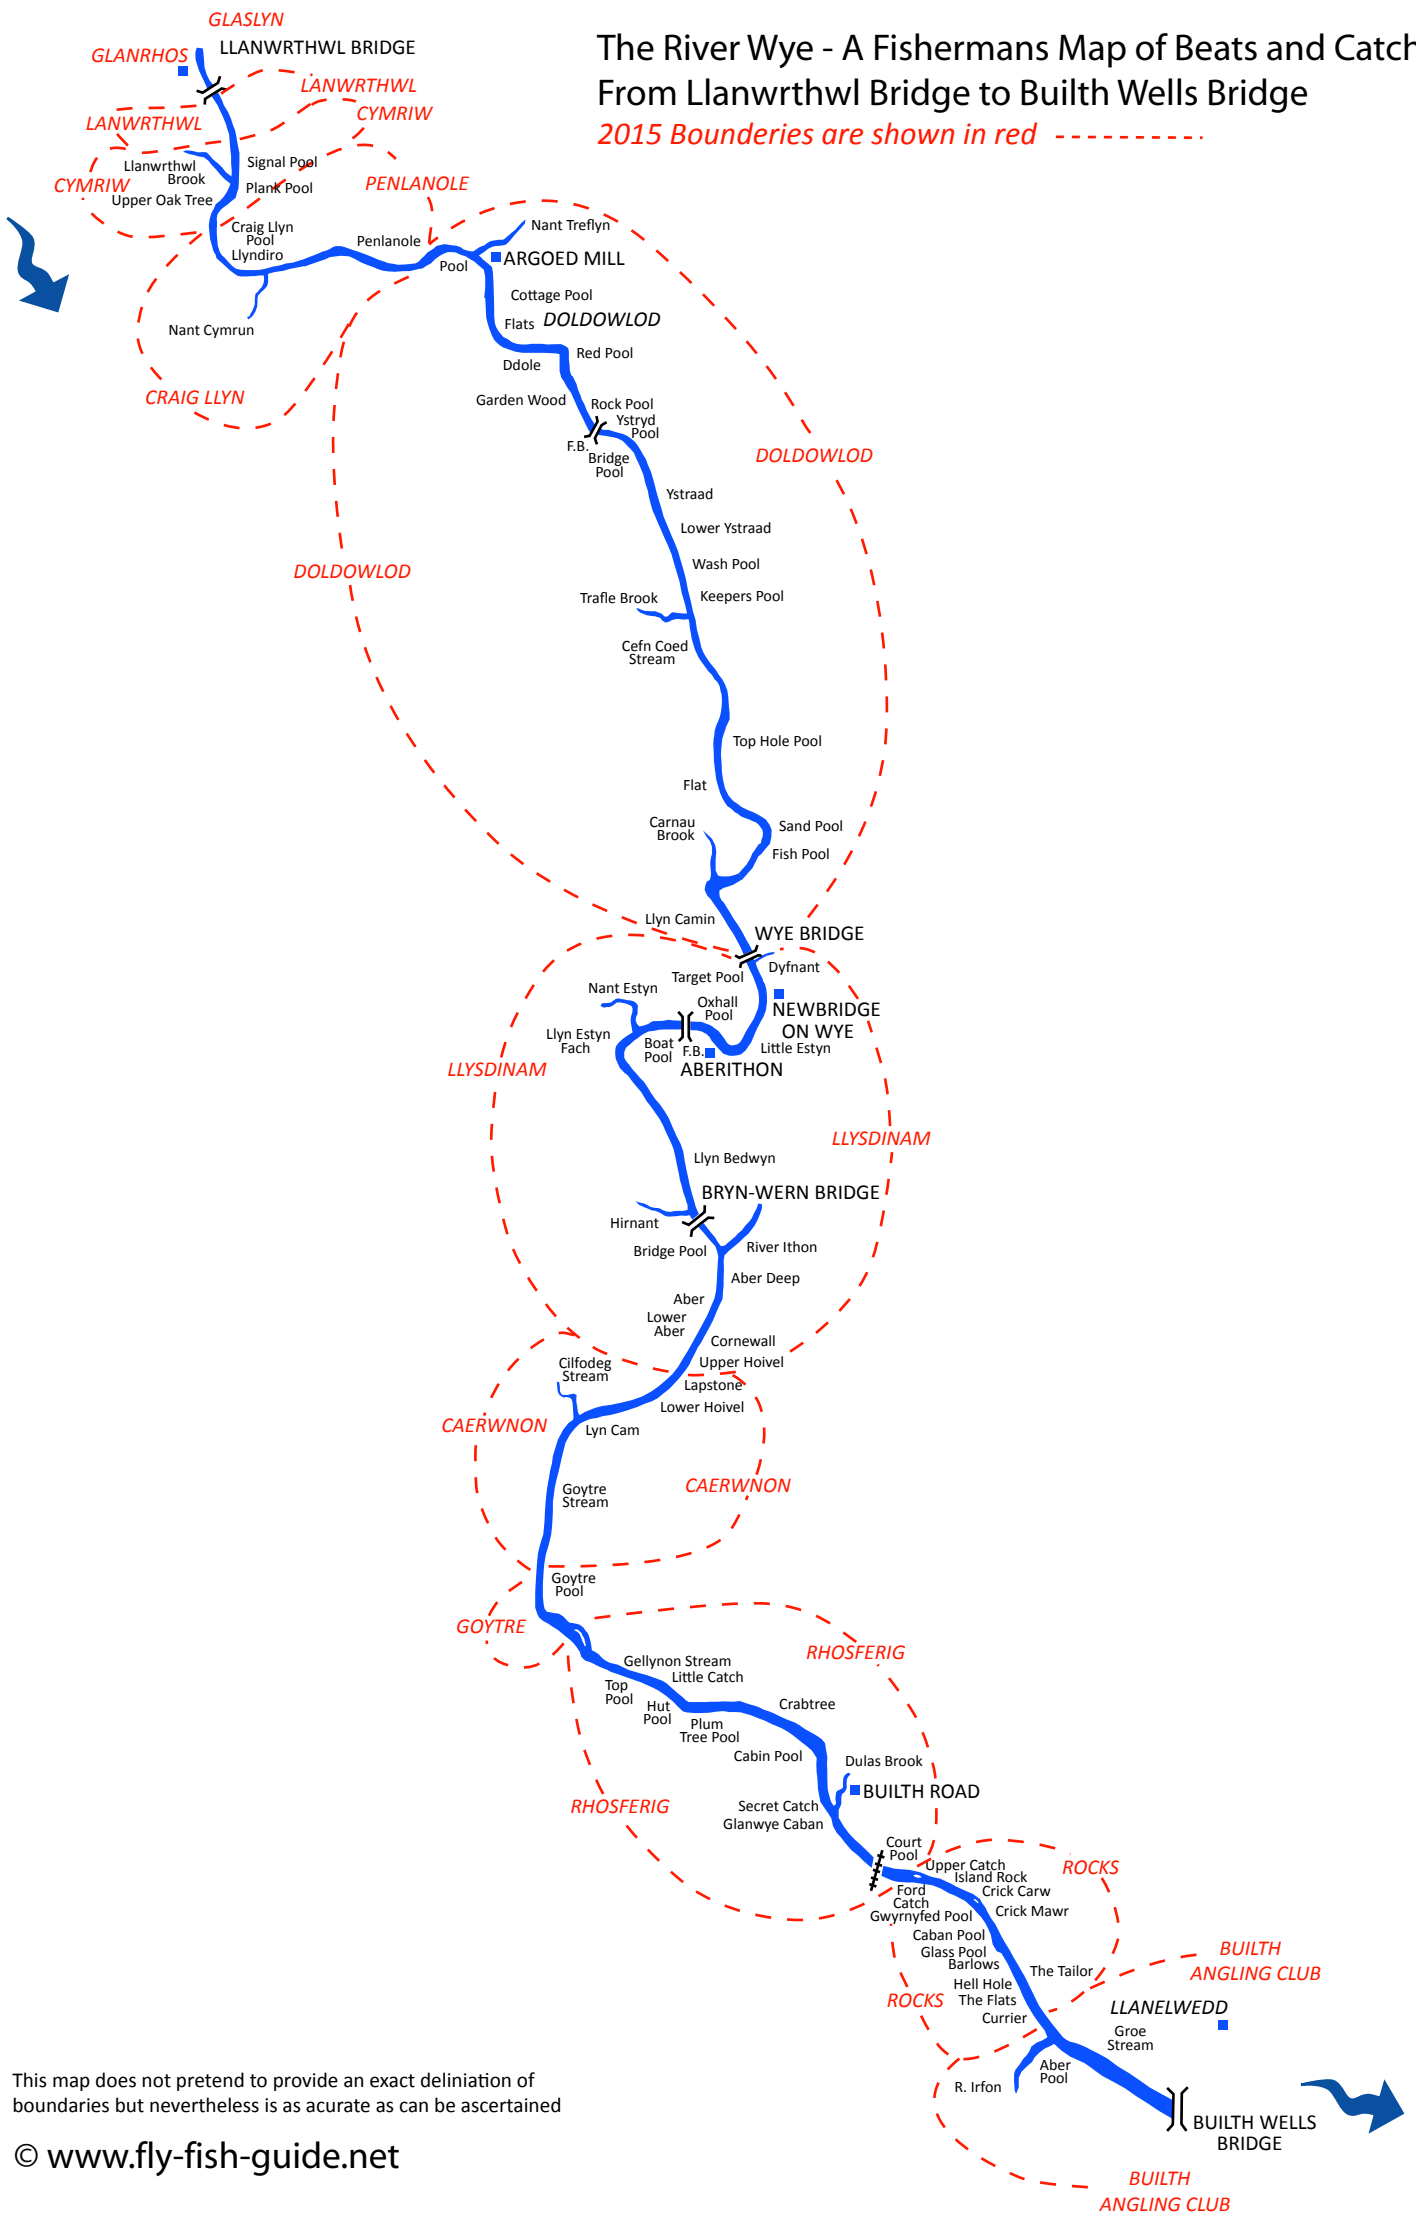 GLASLYN
The River Wye - A Fishermans Map of Beats and Catch
From Llanwrthwl Bridge to Builth Wells Bridge
2015 Bounderies are shown in red
GLANRHOS
LLANWRTHWL BRIDGE
LANWRTHWL
CYMRIW
LANWRTHWL
Llanwrthwl
Brook
Signal Pool
CYMRIW
Plank Pool
PENLANOLE
Upper Oak Tree
Craig Llyn
Pool
Llyndiro
Penlanole
Pool
Nant Treflyn
ARGOED MILL
Cottage Pool
Nant Cymrun
Flats
DOLDOWLOD
Ddole
Red Pool
CRAIG LLYN
Garden Wood
Rock Pool
Ystryd
Pool
F.B.
Bridge
Pool
DOLDOWLOD
Ystraad
Lower Ystraad
Wash Pool
DOLDOWLOD
Trafle Brook
Keepers Pool
Cefn Coed
Stream
Top Hole Pool
Flat
Carnau
Brook
Sand Pool
Fish Pool
Llyn Camin
WYE BRIDGE
Dyfnant
Target Pool
Nant Estyn
Oxhall
Pool
NEWBRIDGE
ON WYE
Llyn Estyn
Fach
Boat
Pool
F.B.
Little Estyn
ABERITHON
LLYSDINAM
LLYSDINAM
Llyn Bedwyn
BRYN-WERN BRIDGE
Hirnant
Bridge Pool
River Ithon
Aber Deep
Aber
Lower
Aber
Cornewall
Upper Hoivel
Cilfodeg
Stream
Lapstone
Lower Hoivel
CAERWNON
Lyn Cam
CAERWNON
Goytre
Stream
Goytre
Pool
GOYTRE
RHOSFERIG
Gellynon Stream
Little Catch
Top
Pool
Hut
Pool
Plum
Tree Pool
Crabtree
Cabin Pool
Dulas Brook
BUILTH ROAD
RHOSFERIG
Secret Catch
Glanwye Caban
Court
Pool
Upper Catch
Island Rock
Crick Carw
Crick Mawr
ROCKS
Ford
Catch
Gwyrnyfed Pool
Caban Pool
Glass Pool
Barlows
The Tailor
BUILTH
ANGLING CLUB
Hell Hole
The Flats
Currier
ROCKS
LLANELWEDD
Groe
Stream
Aber
Pool
R. Irfon
BUILTH WELLS
BRIDGE
BUILTH
ANGLING CLUB
This map does not pretend to provide an exact deliniation of
boundaries but nevertheless is as acurate as can be ascertained
© www.fly-fish-guide.net